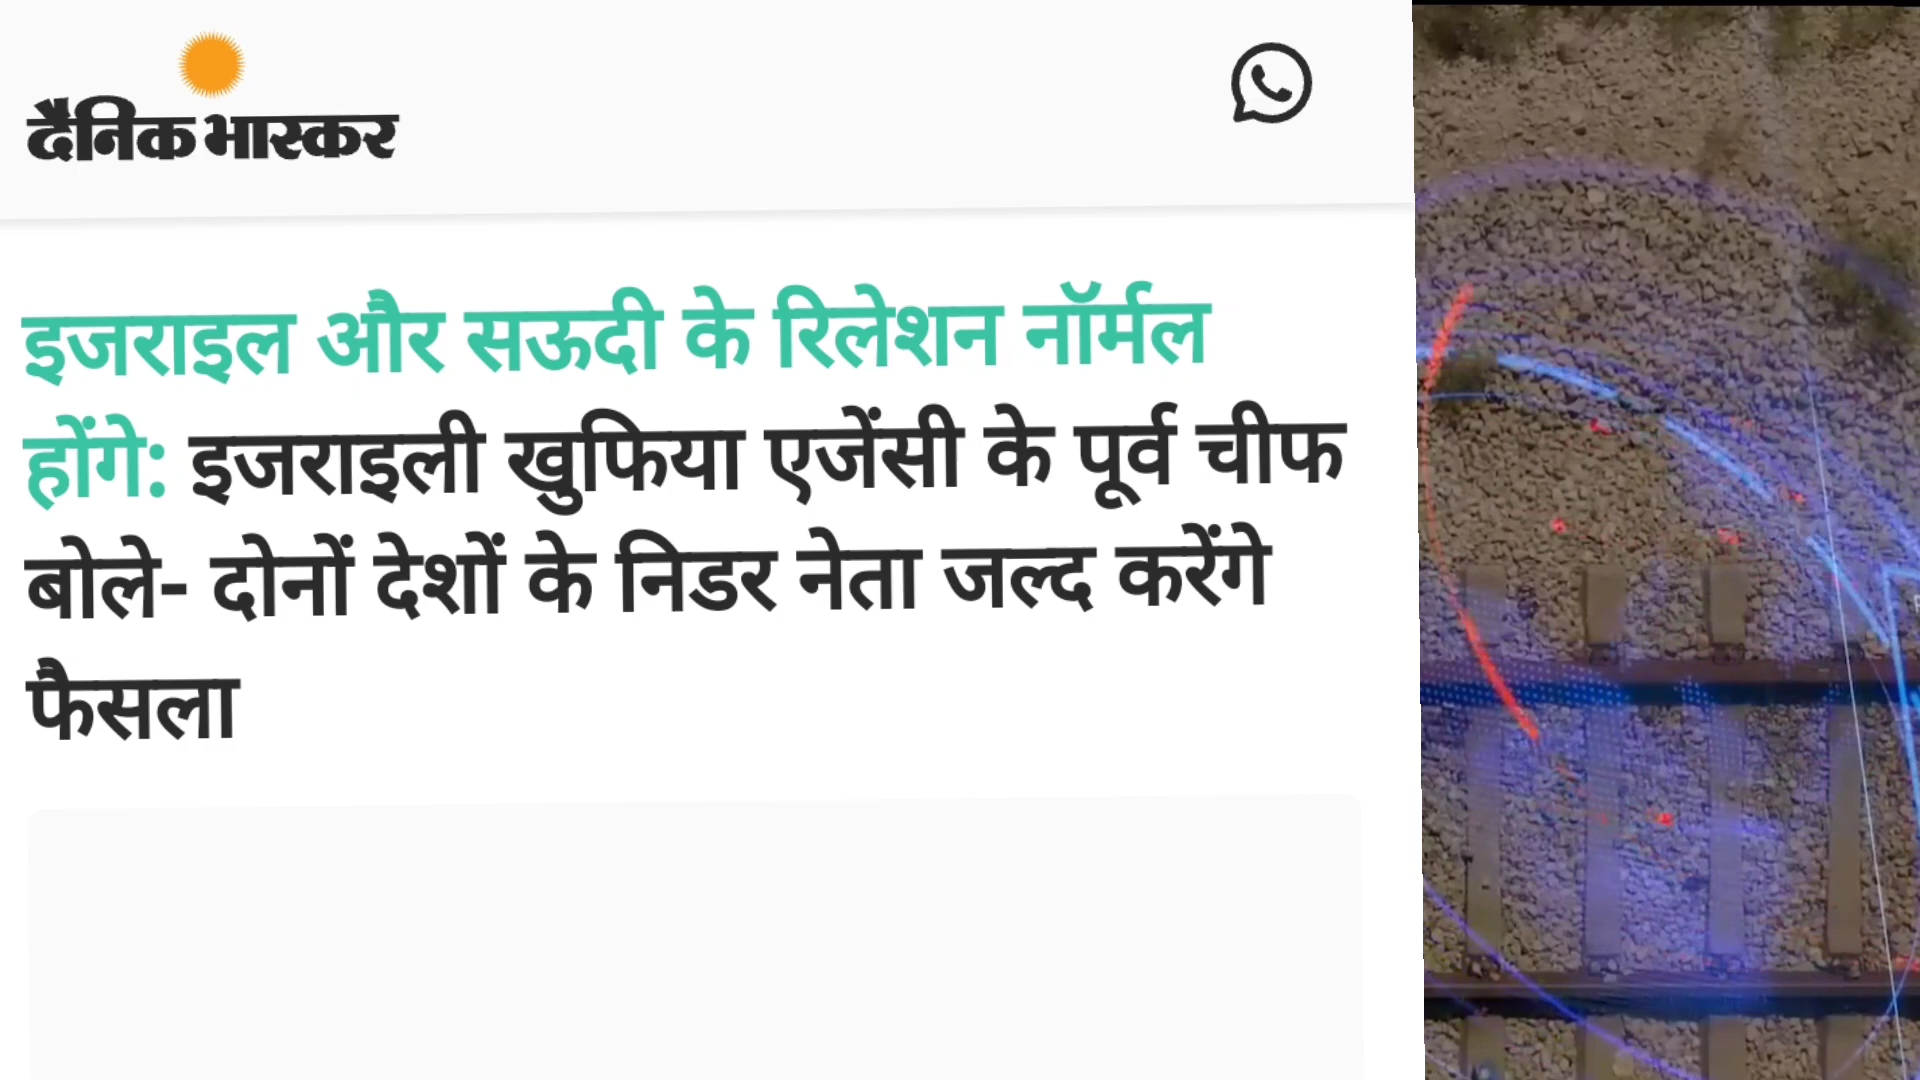 दैनिक भास्कर
इजराइल और सऊदी के रिलेशन नॉर्मल
होंगे: इजराइली खुफिया एजेंसी के पूर्व चीफ
बोले- दोनों देशों के निडर नेता जल्द करेंगे
फैसला